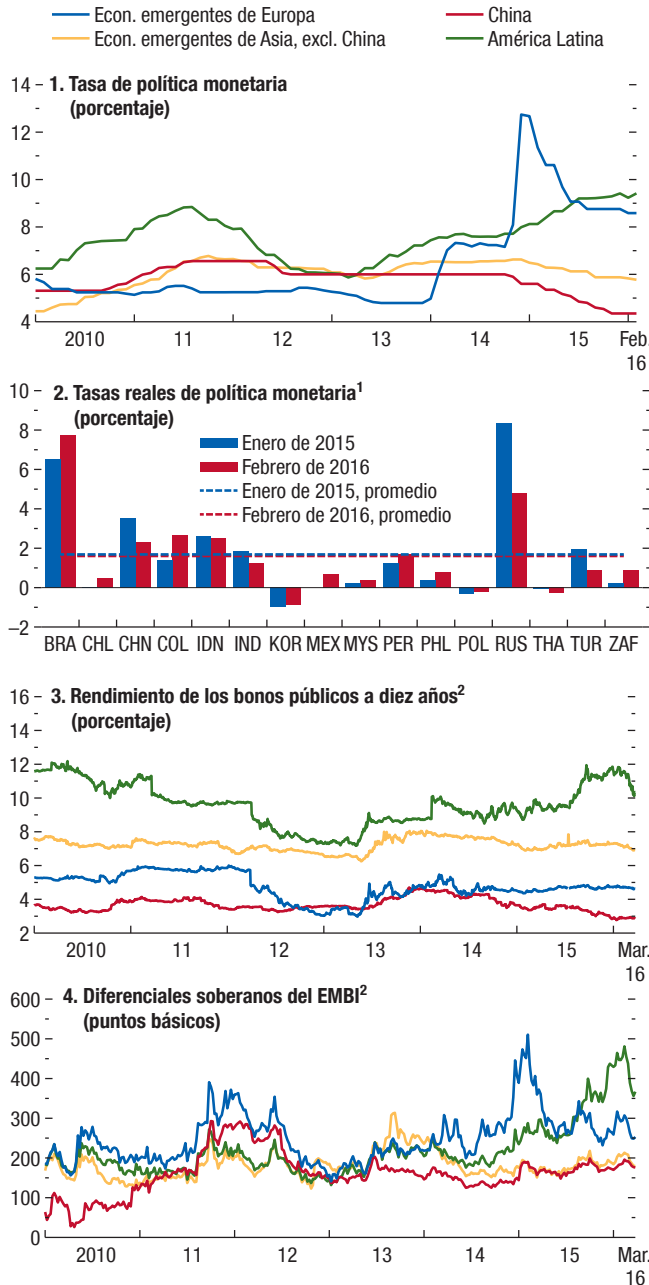 Econ. emergentes de Europa
China
Econ. emergentes de Asia, excl. China
América Latina
1. Tasa de política monetaria
(porcentaje)
14
12
10
8
6
4
2010 11 12 13 14 15 Feb.
16
2. Tasas reales de política monetaria¹
(porcentaje)
Enero de 2015
Febrero de 2016
Enero de 2015, promedio
Febrero de 2016, promedio
10
8
6
4
2
0
–2
BRA CHL CHN COL IDN IND KOR MEX MYS PER PHL POL RUS THA TUR ZAF
3. Rendimiento de los bonos públicos a diez años²
(porcentaje)
16
14
12
10
8
6
4
2
2010 11 12 13 14 15 Mar.
16
4. Diferenciales soberanos del EMBI²
(puntos básicos)
600
500
400
300
200
100
0
2010 11 12 13 14 15 Mar.
16